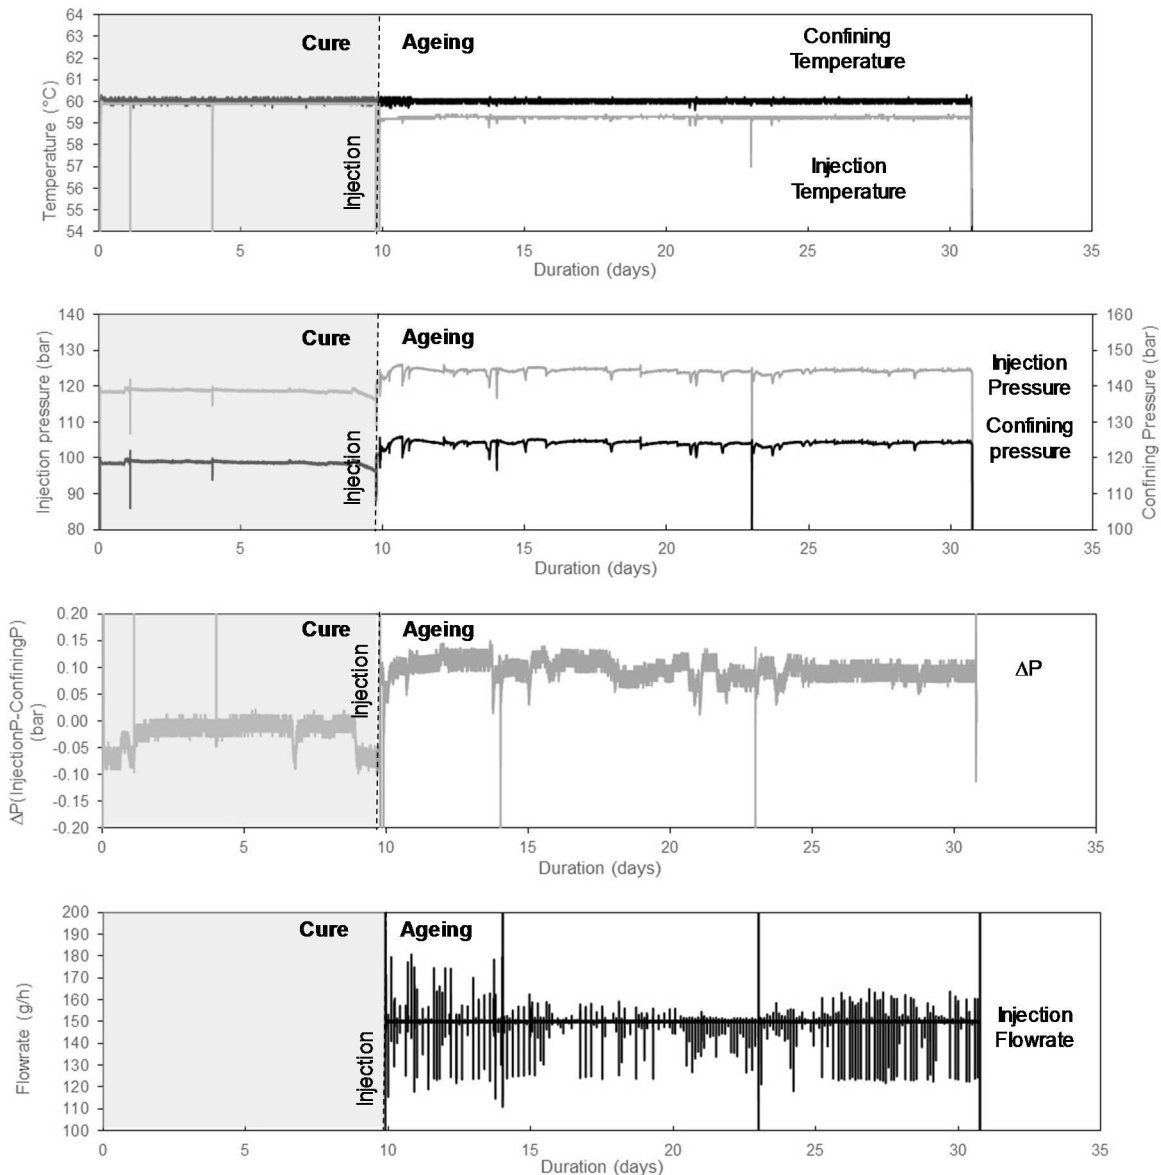 64
63
62
61
60
59
58
57
56
55
54
Temperature (°C)
Cure
Ageing
Injection
Confining
Temperature
Injection
Temperature
0 5 10 15 20 25 30 35
Duration (days)
140
130
120
110
100
90
80
Injection pressure (bar)
Cure
Ageing
Injection
Injection
Pressure
Confining
pressure
160
150
140
130
120
110
100
Confining Pressure (bar)
0 5 10 15 20 25 30 35
Duration (days)
0.20
0.15
0.10
0.05
0.00
-0.05
-0.10
-0.15
-0.20
ΔP(InjectionP-ConfiningP)
(bar)
Cure
Ageing
Injection
ΔP
0 5 10 15 20 25 30 35
Duration (days)
200
190
180
170
160
150
140
130
120
110
100
Flowrate (g/h)
Cure
Ageing
Injection
Injection
Flowrate
0 5 10 15 20 25 30 35
Duration (days)